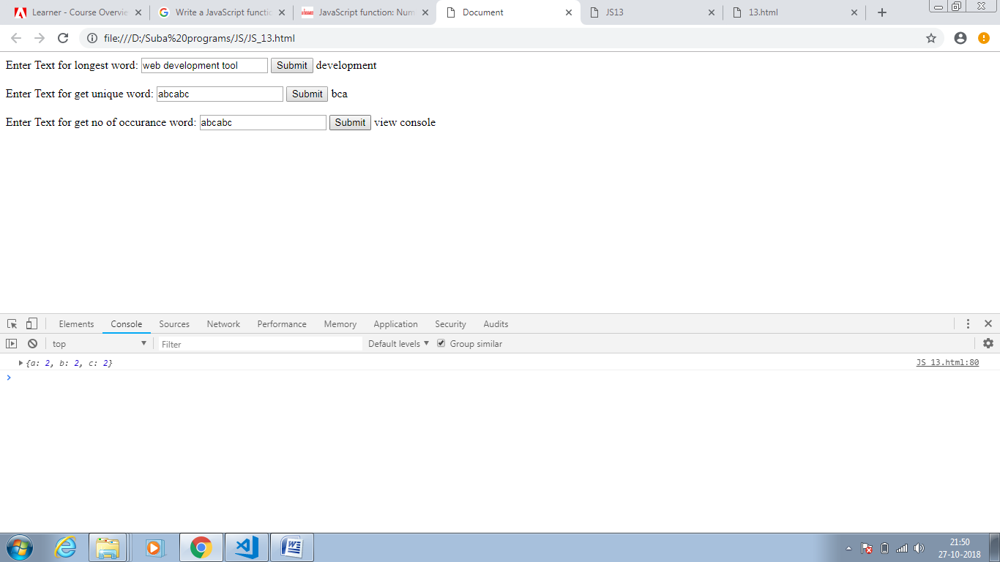 Learner - Course Overvie
Write a JavaScript functio
JavaScript function: Num
Document
JS13
13.html
file:///D:/Suba%20programs/JS/JS_13.html
Enter Text for longest word: web development tool Submit development
Enter Text for get unique word: abcabc Submit bca
Enter Text for get no of occurance word: abcabc Submit view console
Elements Console Sources Network Performance Memory Application Security Audits
top Filter Default levels Group similar
{a: 2, b: 2, c: 2} JS_13.html:80
21:50
27-10-2018